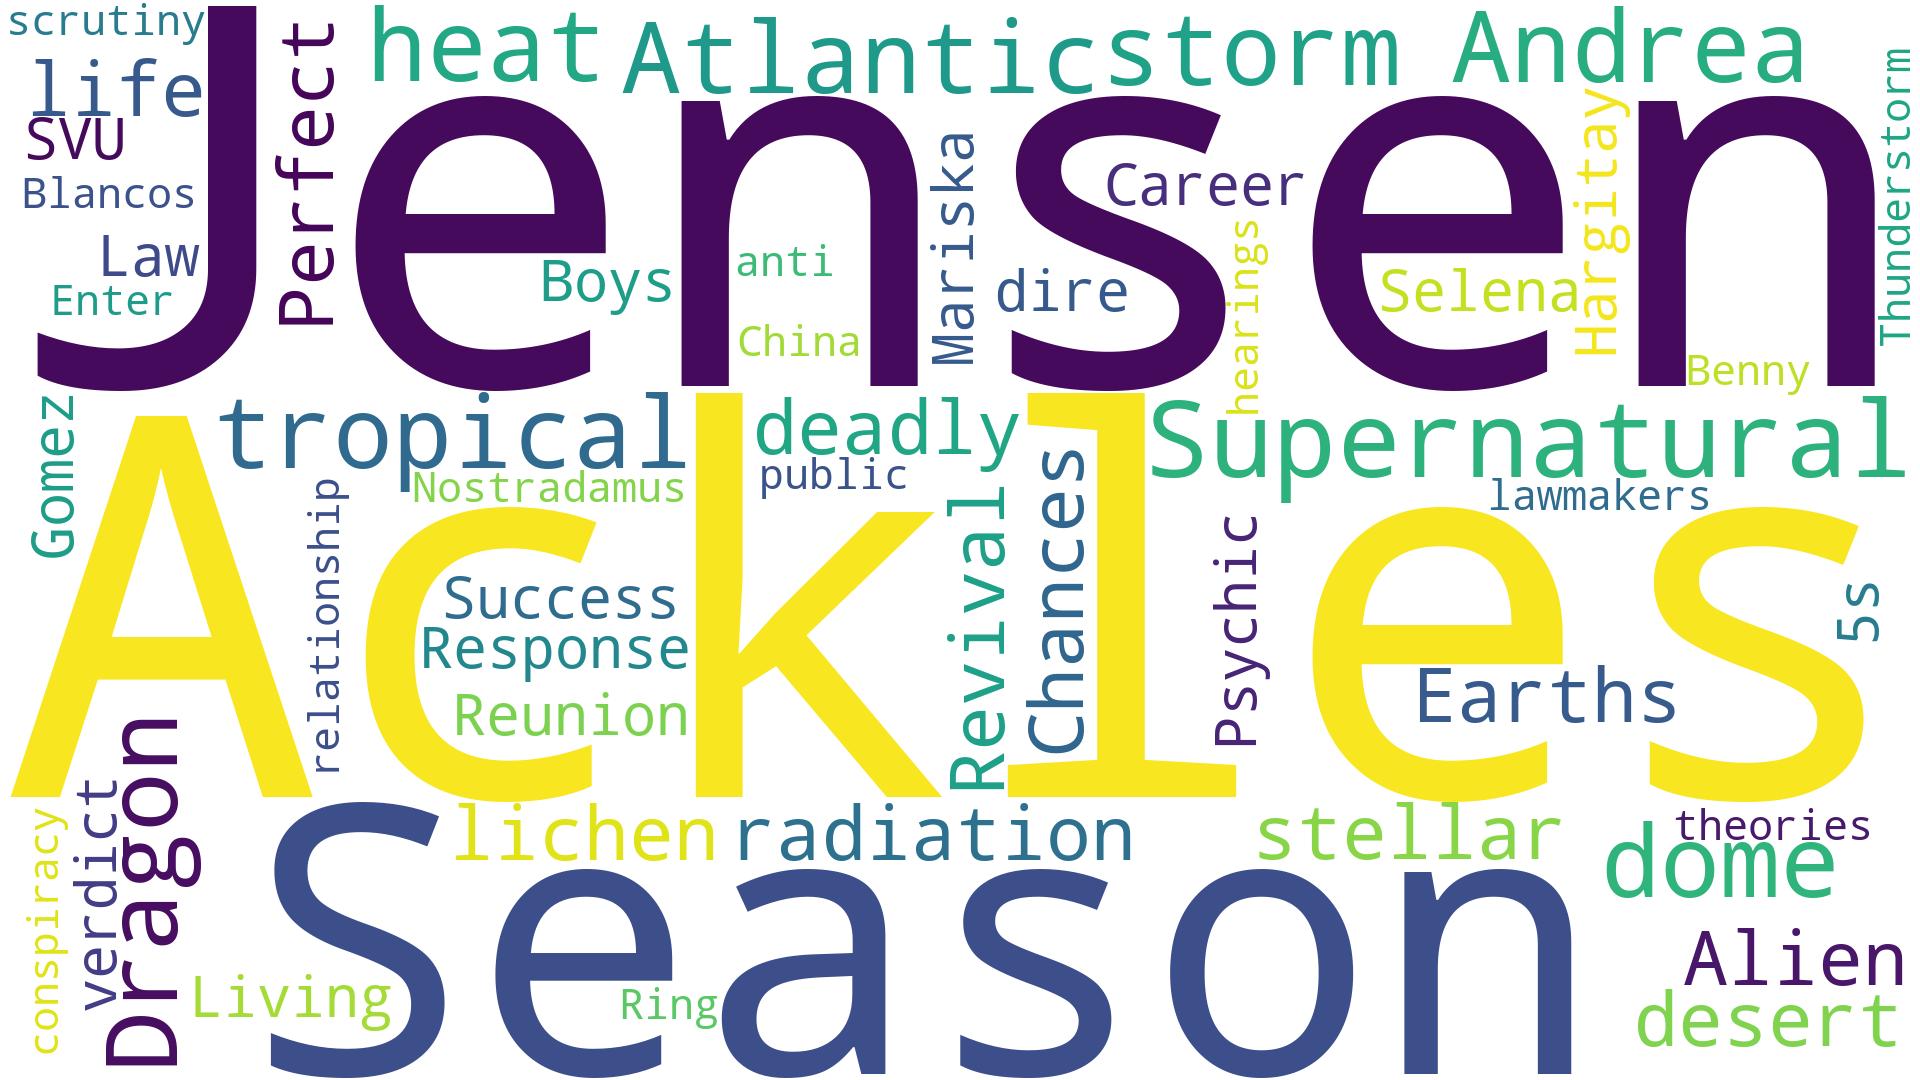 scrutiny
heat
Atlantic
storm
Andrea
life
Perfect
Jensen
Thunderstorm
SVU
Mariska
Career
Hargitay
Blancos
Law
Boys
anti
dire
hearings
Selena
Enter
China
Benny
Gomez
tropical
deadly
Supernatural
Nostradamus
public
Chances
lawmakers
Ackles
relationship
Revival
Psychic
5s
Success
Response
Reunion
Earths
Dragon
verdict
conspiracy
lichen
radiation
stellar
theories
dome
Season
Alien
Living
Ring
desert